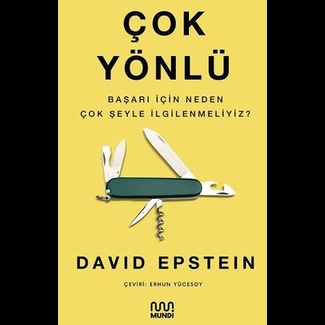 ÇOK
YÖNLÜ
BAŞARI İÇİN NEDEN
ÇOK ŞEYLE İLGİLENMELİYİZ?
DAVID EPSTEIN
ÇEVİRİ: ERHUN YÜCESOY
MUNDI